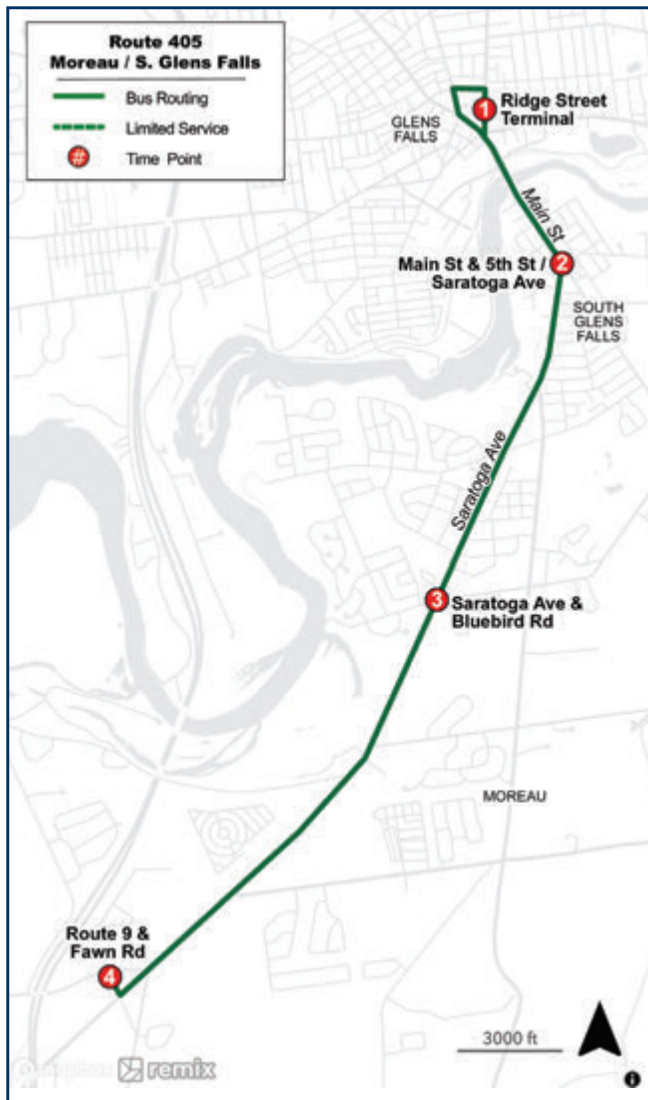 Route 405
Moreau / S. Glens Falls
Bus Routing
Limited Service
# Time Point
1 Ridge Street
Terminal
GLENS
FALLS
Main St
Main St & 5th St /
Saratoga Ave
2
SOUTH
GLENS
FALLS
Saratoga Ave
3 Saratoga Ave &
Bluebird Rd
MOREAU
Route 9 &
Fawn Rd
4
3000 ft
mapbox remix
i